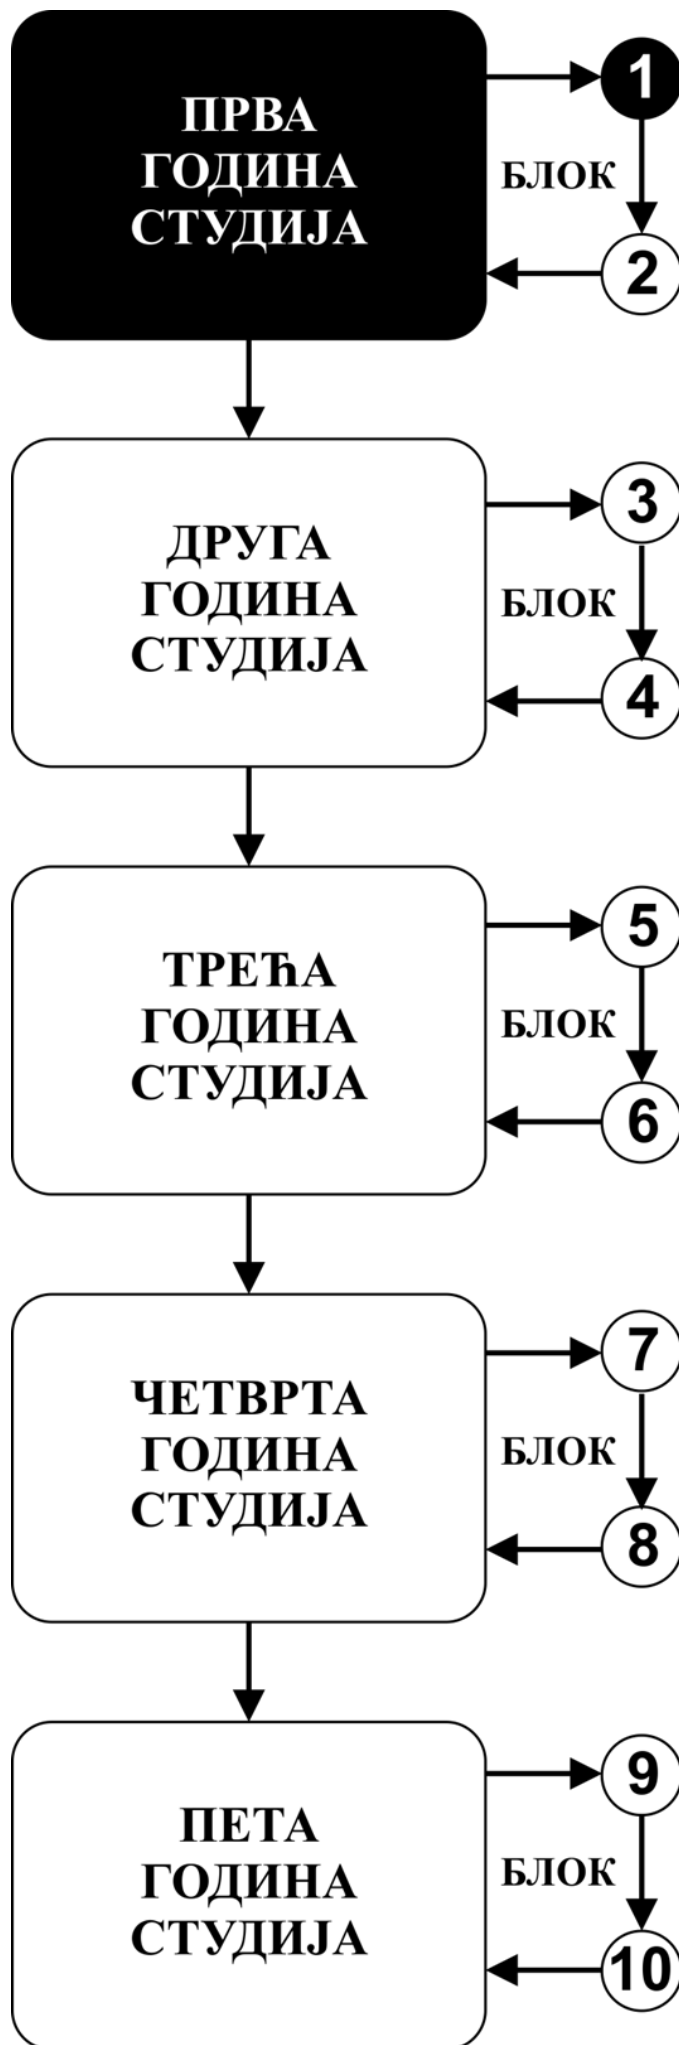 ПРВА
ГОДИНА
СТУДИЈА
1
БЛОК
2
ДРУГА
ГОДИНА
СТУДИЈА
3
БЛОК
4
ТРЕЋА
ГОДИНА
СТУДИЈА
5
БЛОК
6
ЧЕТВРТА
ГОДИНА
СТУДИЈА
7
БЛОК
8
ПЕТА
ГОДИНА
СТУДИЈА
9
БЛОК
10